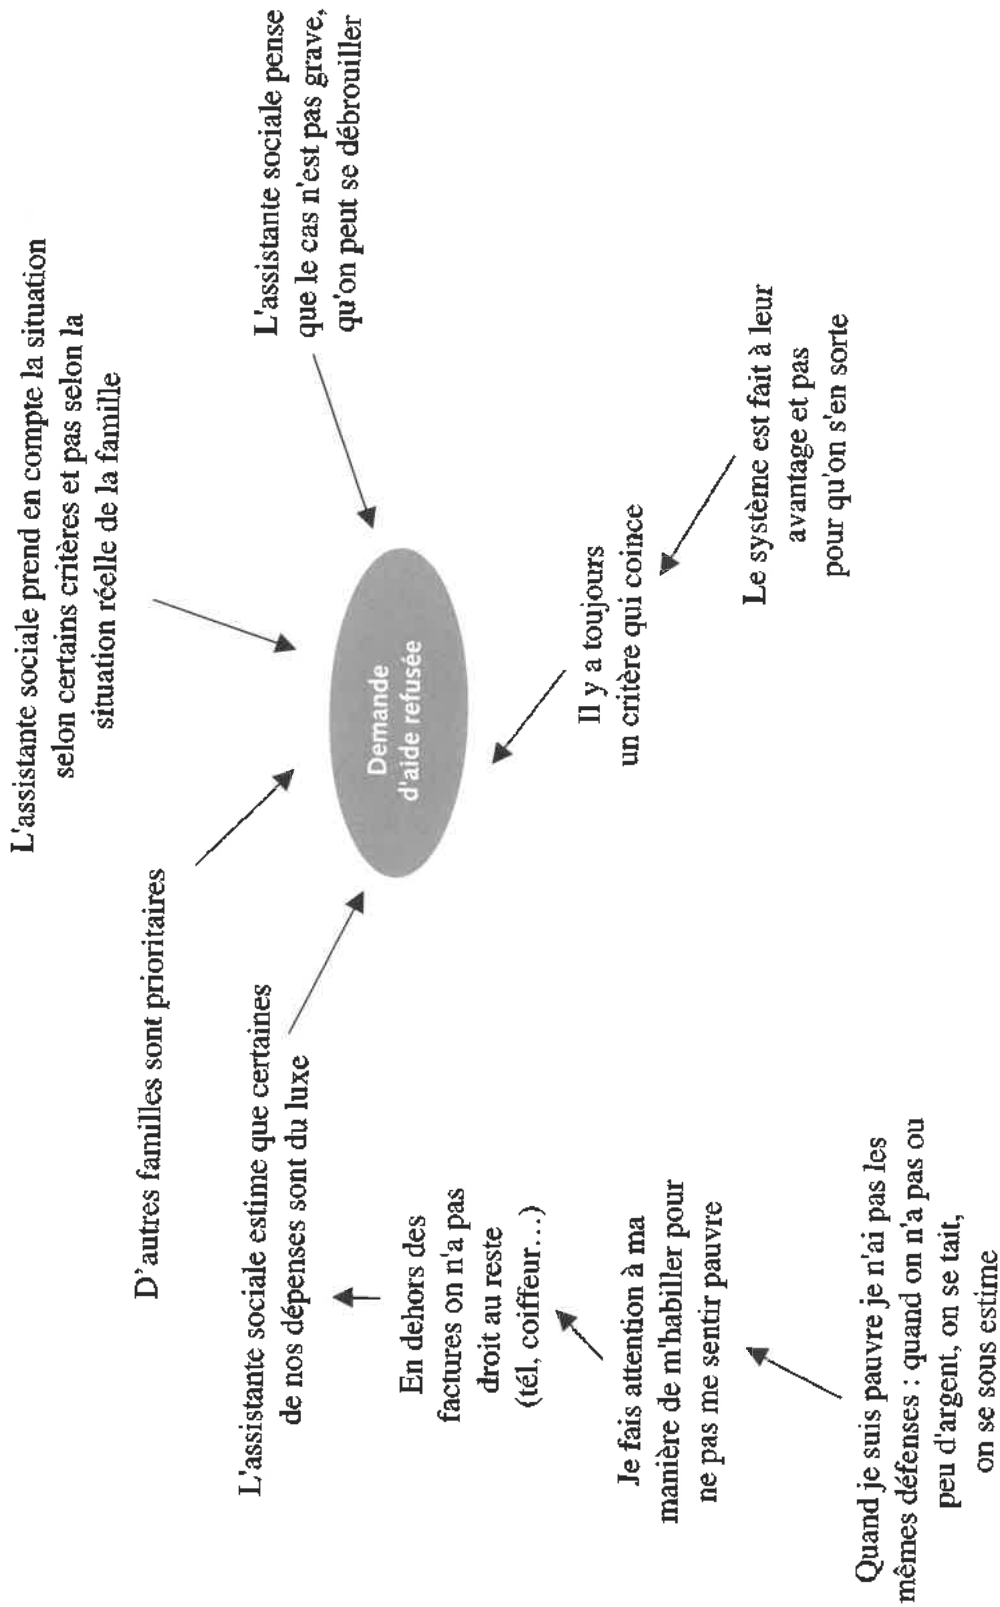 L'assistante sociale prend en compte la situation
selon certains critères et pas selon la
situation réelle de la famille
D'autres familles sont prioritaires
L'assistante sociale pense
que le cas n'est pas grave,
qu'on peut se débrouiller
L'assistante sociale estime que certaines
de nos dépenses sont du luxe
Demande
d'aide refusée
En dehors des
factures on n'a pas
droit au reste
(tél, coiffeur…)
Il y a toujours
un critère qui coince
Je fais attention à ma
manière de m'habiller pour
ne pas me sentir pauvre
Le système est fait à leur
avantage et pas
pour qu'on s'en sorte
Quand je suis pauvre je n'ai pas les
mêmes défenses : quand on n'a pas ou
peu d'argent, on se tait,
on se sous estime